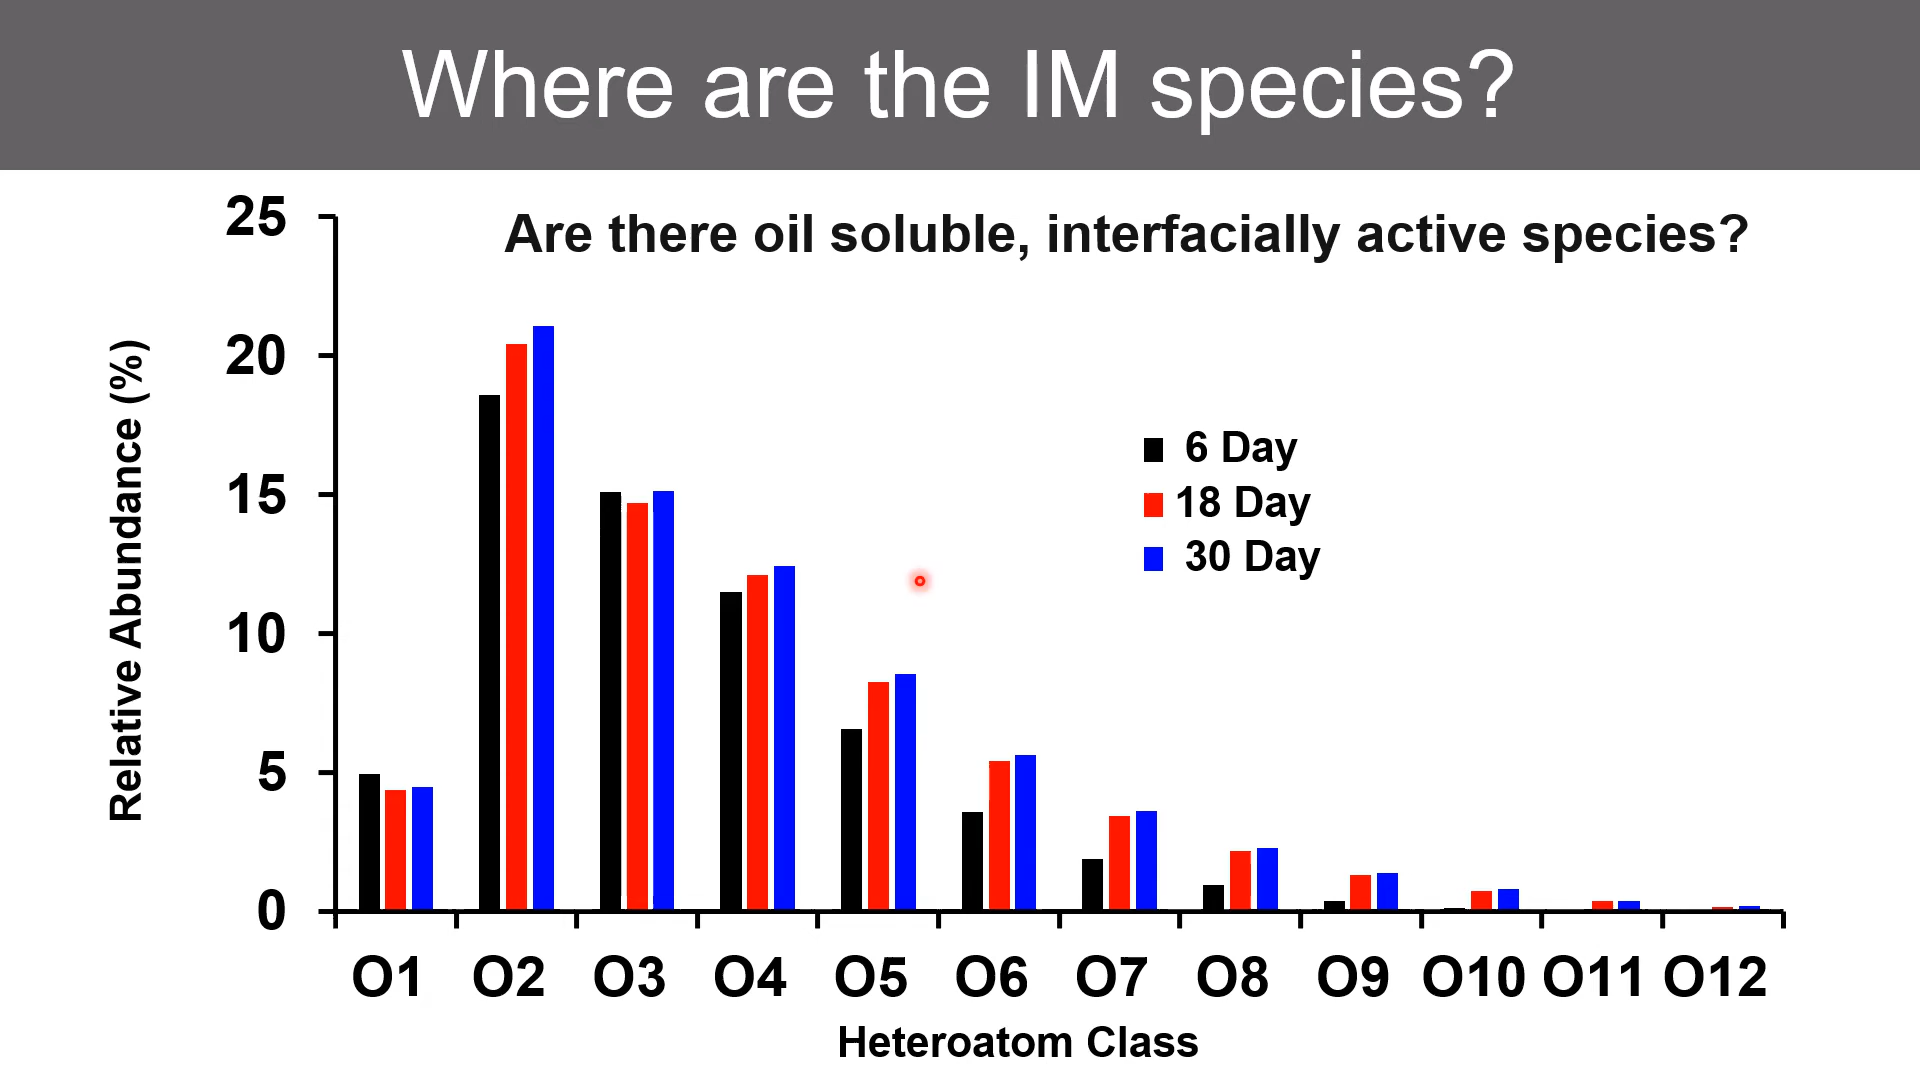 Where are the IM species?
Are there oil soluble, interfacially active species?
25
20
15
10
5
0
Relative Abundance (%)
6 Day
18 Day
30 Day
O1 O2 O3 O4 O5 O6 O7 O8 O9 O10 O11 O12
Heteroatom Class